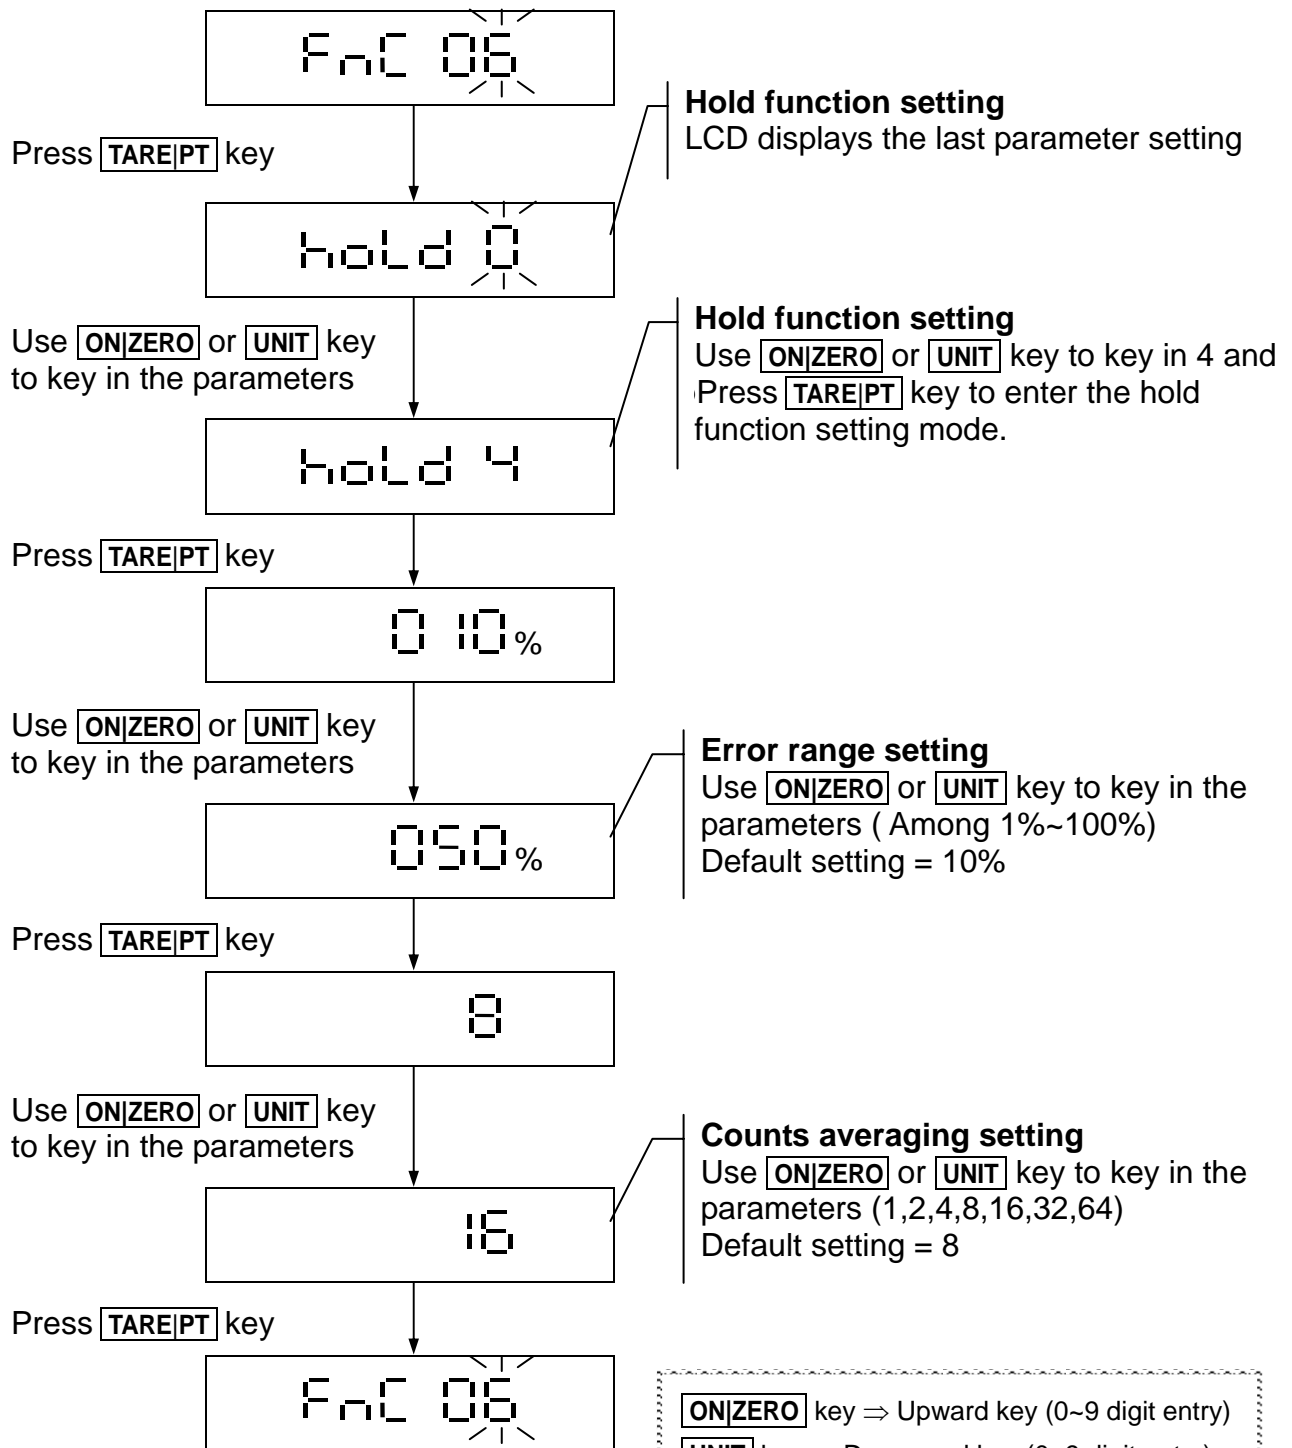 FnC 06
Press TARE|PT key
Hold function setting
LCD displays the last parameter setting
hoLd 0
Use ON|ZERO or UNIT key
to key in the parameters
Hold function setting
Use ON|ZERO or UNIT key to key in 4 and
Press TARE|PT key to enter the hold
function setting mode.
hoLd 4
Press TARE|PT key
010%
Use ON|ZERO or UNIT key
to key in the parameters
Error range setting
Use ON|ZERO or UNIT key to key in the
parameters ( Among 1%~100%)
Default setting = 10%
050%
Press TARE|PT key
8
Use ON|ZERO or UNIT key
to key in the parameters
Counts averaging setting
Use ON|ZERO or UNIT key to key in the
parameters (1,2,4,8,16,32,64)
Default setting = 8
16
Press TARE|PT key
FnC 06
ON|ZERO key ⇒ Upward key (0~9 digit entry)